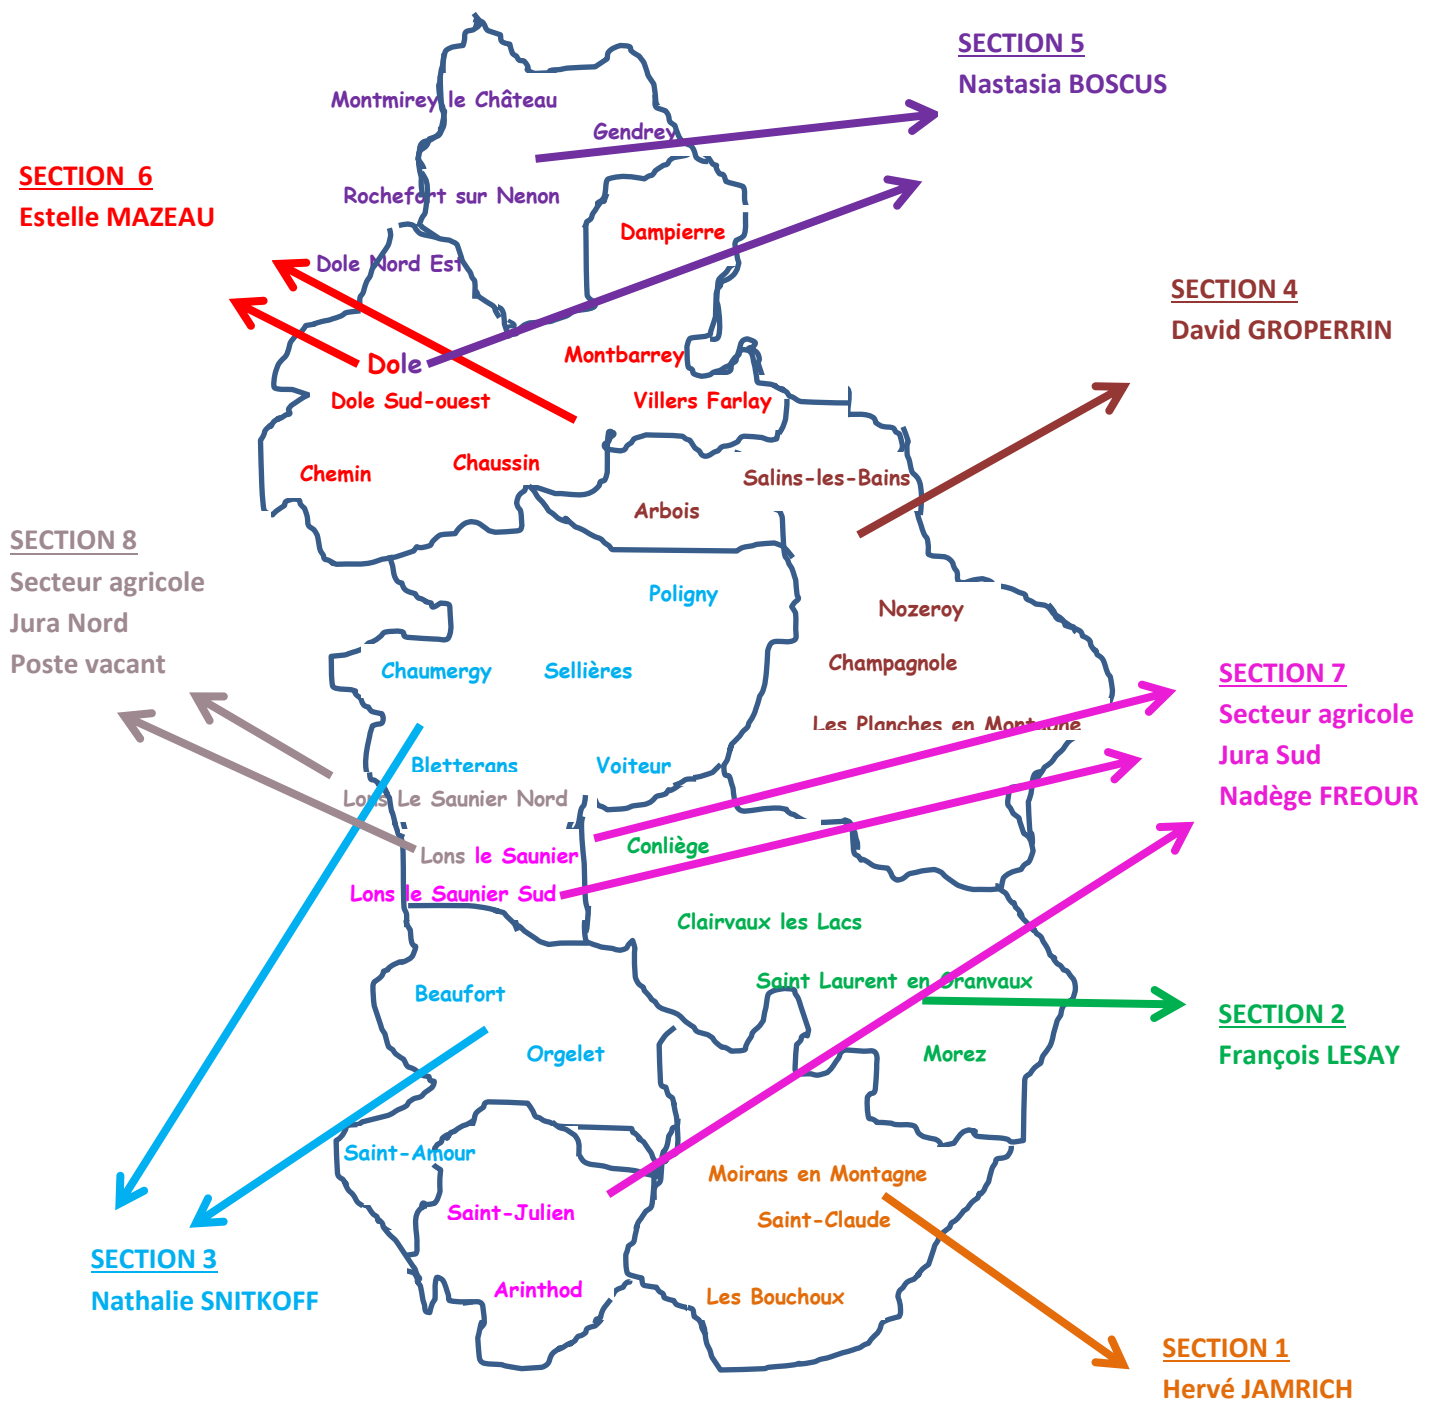 SECTION 5
Nastasia BOSCUS
Montmirey le Château
Gendrey
SECTION 6
Estelle MAZEAU
Rochefort sur Nenon
Dampierre
Dole Nord Est
SECTION 4
David GROPERRIN
Dole
Montbarrey
Dole Sud-ouest
Villers Farlay
Chemin
Chaussin
Salins-les-Bains
Arbois
SECTION 8
Secteur agricole
Jura Nord
Poste vacant
Poligny
Nozeroy
Chaumergy
Sellières
Champagnole
SECTION 7
Secteur agricole
Jura Sud
Nadège FREOUR
Les Planches en Montagne
Bletterans
Voiteur
Lons Le Saunier Nord
Lons le Saunier
Conliège
Lons le Saunier Sud
Clairvaux les Lacs
Saint Laurent en Granvaux
Beaufort
SECTION 2
François LESAY
Orgelet
Morez
Saint-Amour
Moirans en Montagne
Saint-Julien
Saint-Claude
SECTION 3
Nathalie SNITKOFF
Arinthod
Les Bouchoux
SECTION 1
Hervé JAMRICH